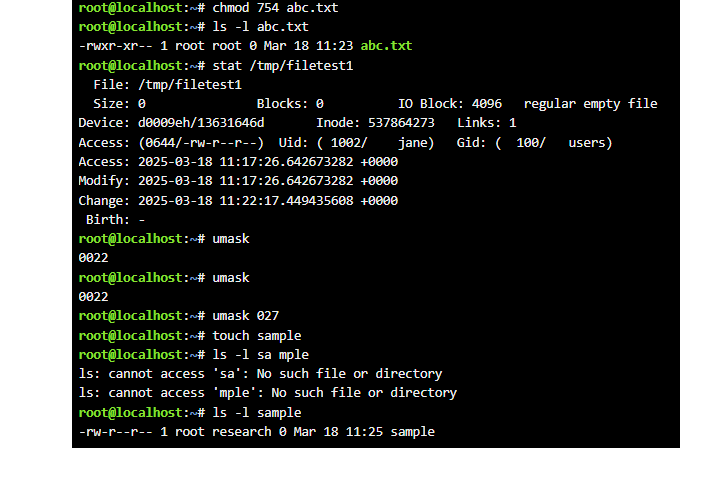 root@localhost:~# chmod 754 abc.txt
root@localhost:~# ls -l abc.txt
-rwxr-xr-- 1 root root 0 Mar 18 11:23 abc.txt
root@localhost:~# stat /tmp/filetest1
  File: /tmp/filetest1
  Size: 0               Blocks: 0          IO Block: 4096   regular empty file
Device: d0009eh/13631646d       Inode: 537864273   Links: 1
Access: (0644/-rw-r--r--)  Uid: ( 1002/    jane)   Gid: (  100/   users)
Access: 2025-03-18 11:17:26.642673282 +0000
Modify: 2025-03-18 11:17:26.642673282 +0000
Change: 2025-03-18 11:22:17.449435608 +0000
 Birth: -
root@localhost:~# umask
0022
root@localhost:~# umask
0022
root@localhost:~# umask 027
root@localhost:~# touch sample
root@localhost:~# ls -l sa mple
ls: cannot access 'sa': No such file or directory
ls: cannot access 'mple': No such file or directory
root@localhost:~# ls -l sample
-rw-r--r-- 1 root research 0 Mar 18 11:25 sample